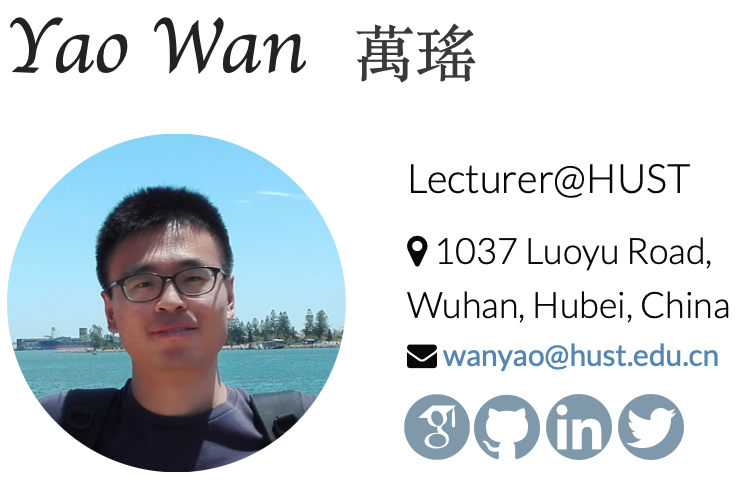 Yao Wan 萬瑤
Lecturer@HUST
1037 Luoyu Road,
Wuhan, Hubei, China
wanyao@hust.edu.cn